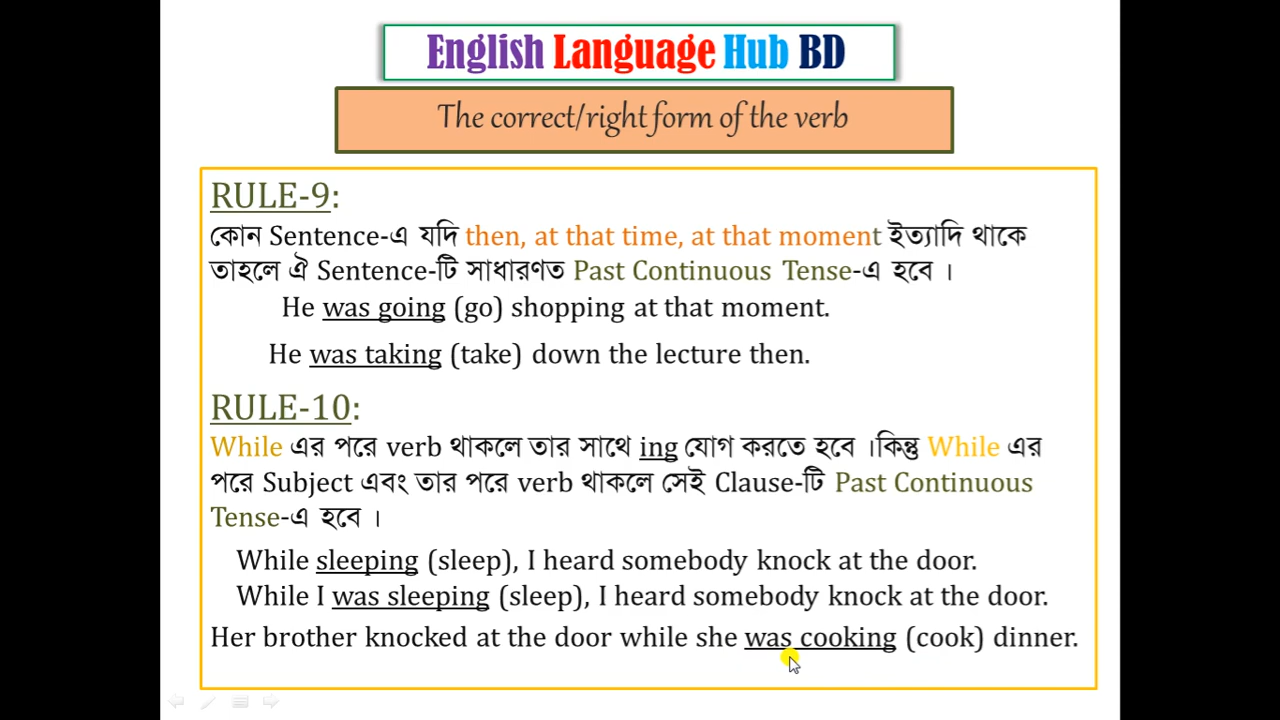 English Language Hub BD
The correct/right form of the verb
RULE-9:
কোন Sentence-এ যদি then, at that time, at that moment ইত্যাদি থাকে
তাহলে ঐ Sentence-টি সাধারণত Past Continuous Tense-এ হবে ।
He was going (go) shopping at that moment.
He was taking (take) down the lecture then.
RULE-10:
While এর পরে verb থাকলে তার সাথে ing যোগ করতে হবে ।কিন্তু While এর
পরে Subject এবং তার পরে verb থাকলে সেই Clause-টি Past Continuous
Tense-এ হবে ।
While sleeping (sleep), I heard somebody knock at the door.
While I was sleeping (sleep), I heard somebody knock at the door.
Her brother knocked at the door while she was cooking (cook) dinner.